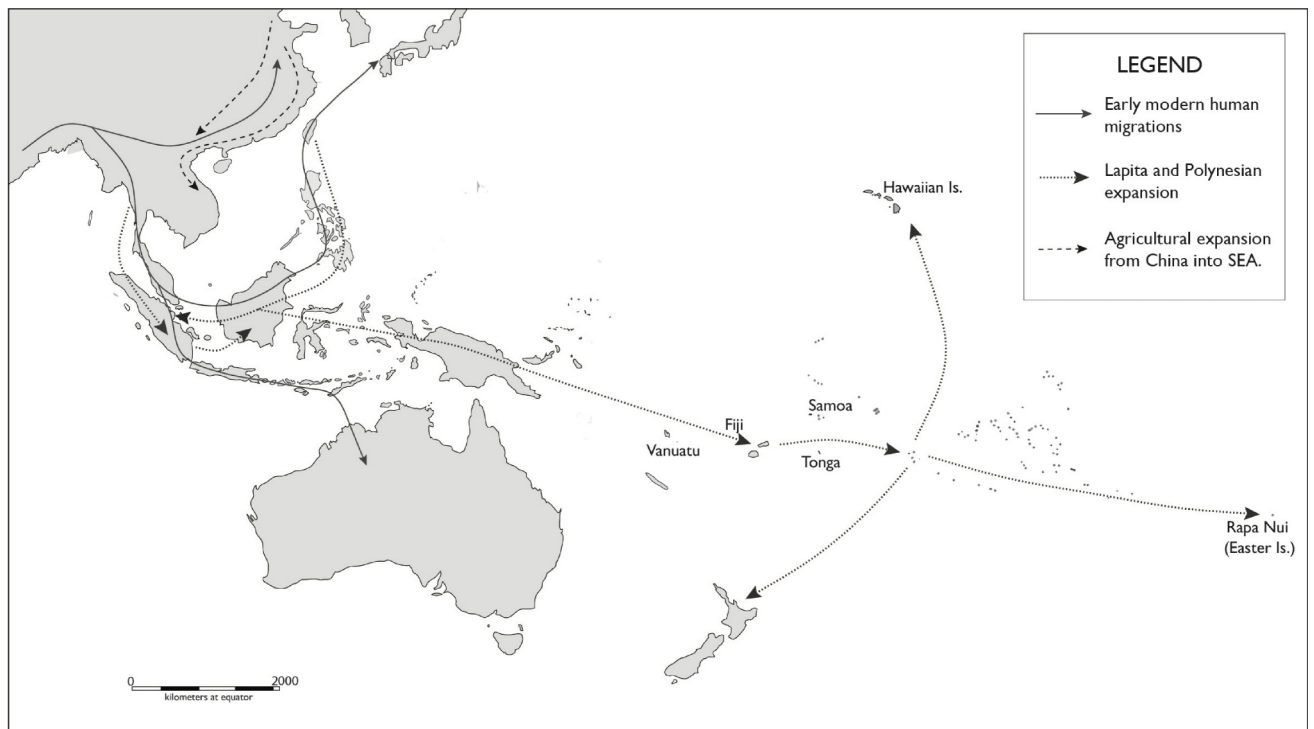 LEGEND
Early modern human
migrations
Lapita and Polynesian
expansion
Agricultural expansion
from China into SEA.
Hawaiian Is.
Samoa
Fiji
Vanuatu
Tonga
Rapa Nui
(Easter Is.)
0 2000
kilometers at equator